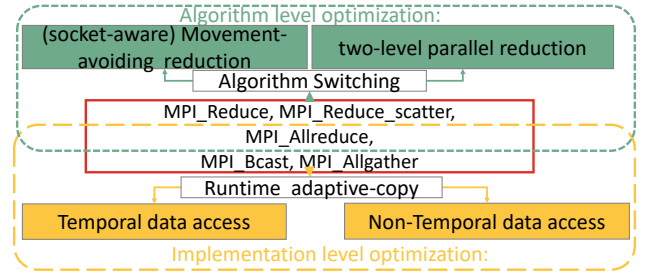 Algorithm level optimization:
(socket-aware) Movement-
avoiding reduction
two-level parallel reduction
Algorithm Switching
MPI_Reduce, MPI_Reduce_scatter,
MPI_Allreduce,
MPI_Bcast, MPI_Allgather
Runtime adaptive-copy
Temporal data access
Non-Temporal data access
Implementation level optimization: